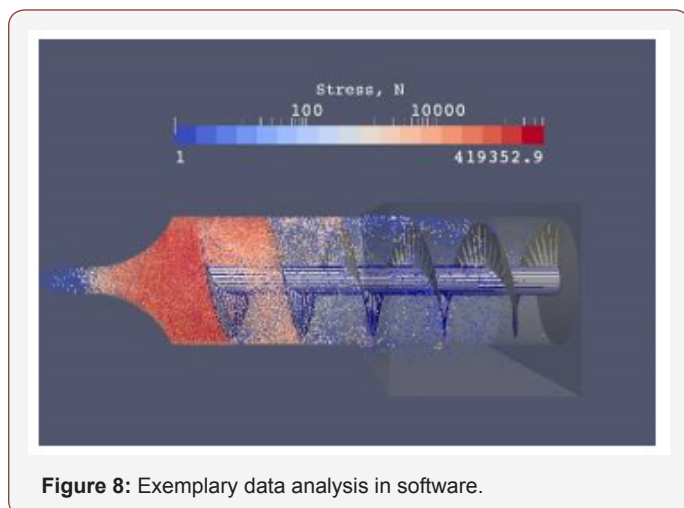 Stress, N
100 10000
1 419352.9
Figure 8: Exemplary data analysis in software.